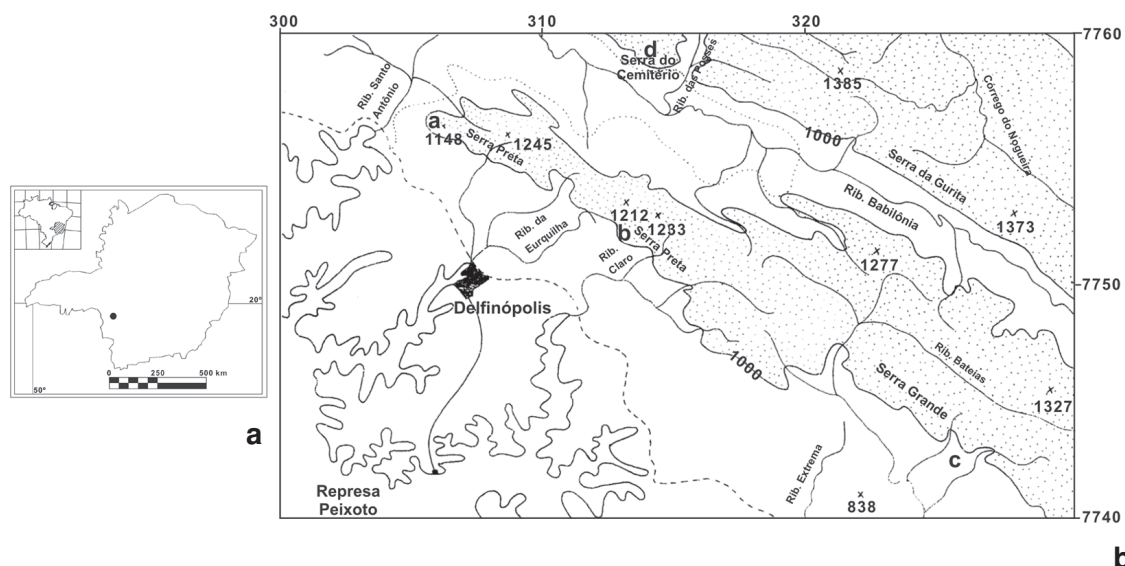 300
310
320
7760
7750
7740
d
Serra do
Cemitério
Rib. das Posses
1385
Córrego do Nogueira
Rib. Santo
Antônio
a
1148
1245
Serra Preta
1000
Serra da Gurita
Rib. Babilônia
1373
1212
1233
b
Serra Preta
Rib. da
Eurquilha
Rib.
Claro
1277
Delfinópolis
1000
Rib. Bateias
Serra Grande
1327
c
Rib. Extrema
838
Represa
Peixoto
20º
50º
0
250
500 km
a
b